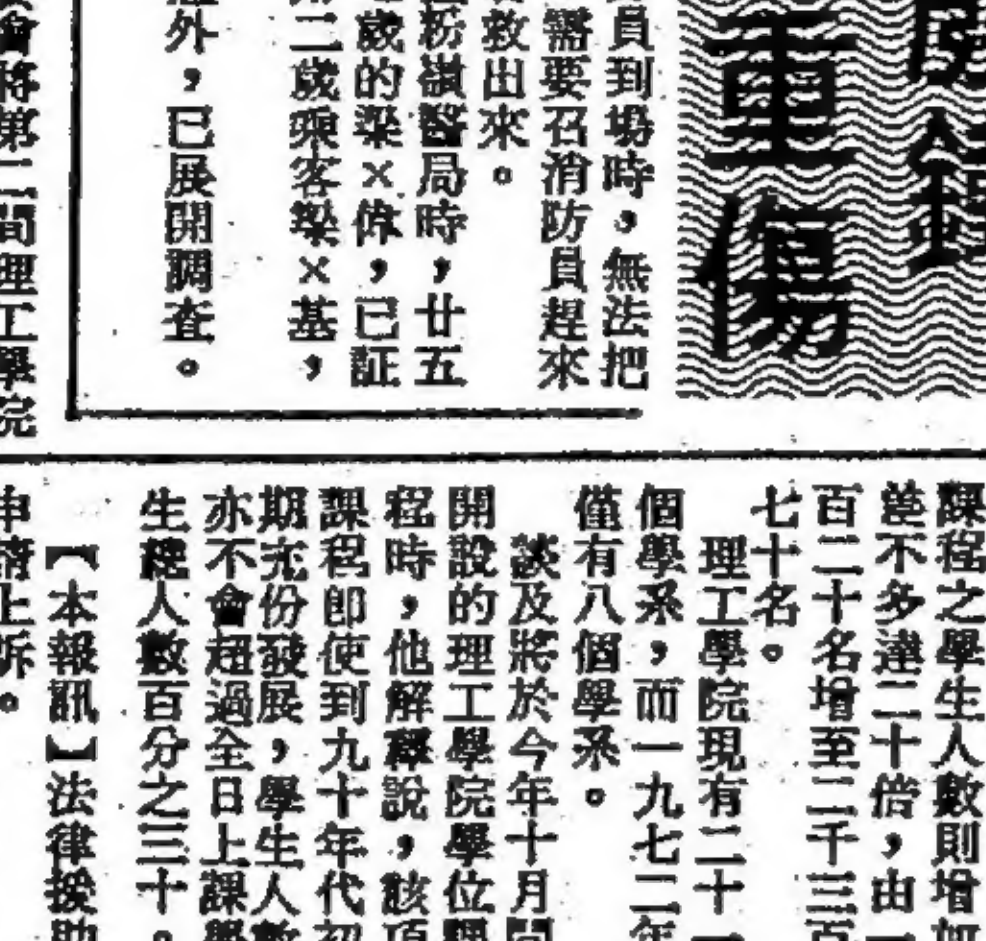 重傷
員到場時，無法把
需要召消防員趕來
救出來。
粉嶺醫局時，廿五
歲的梁×偉，已証
二歲乘客梁×基，
外，已展開調查。
會將第二間理工學院
課程之學生人數則增加
差不多達二十倍，由一
百二十名增至二千三百
七十名。
理工學院現有二十一
個學系，而一九七二年
僅有八個學系。
談及將於今年十月間
開設的理工學院學位課
程時，他解釋說，該項
課程即使到九十年代初
期充份發展，學生人數
亦不會超過全日上課學
生總人數百分之三十。
【本報訊】法律援助
申請上訴。